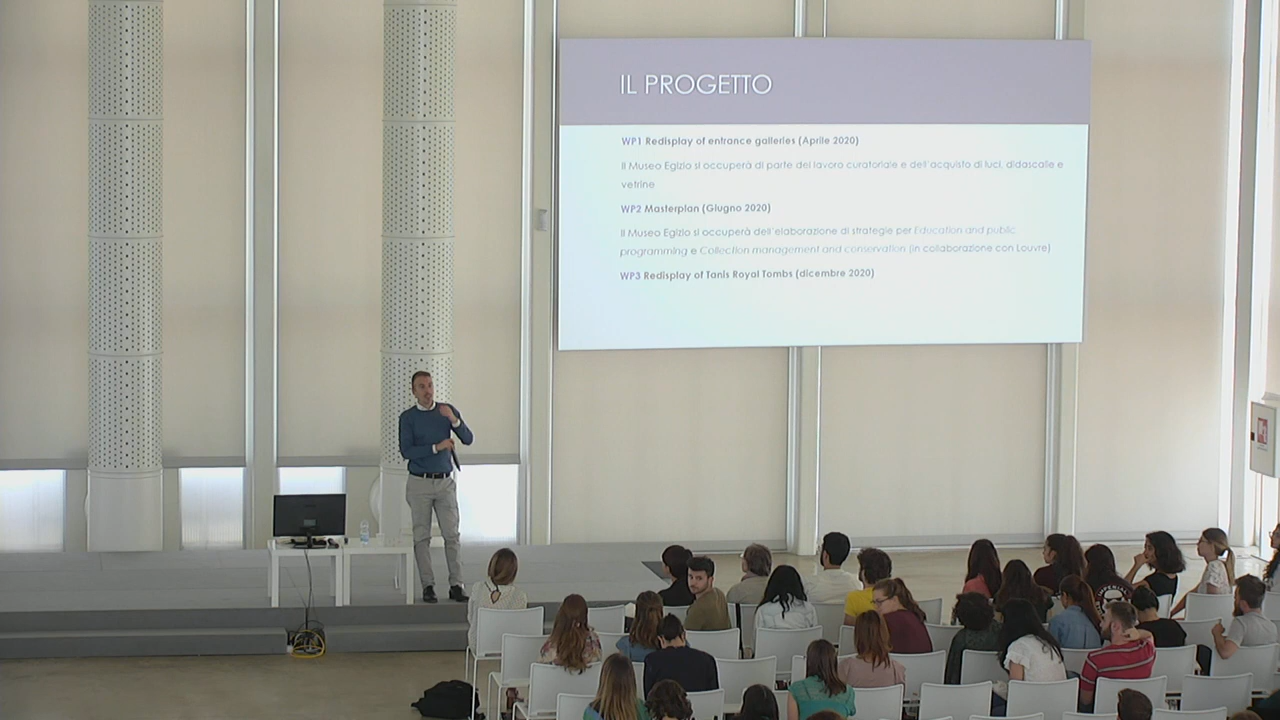 IL PROGETTO
WP1 Redisplay of entrance galleries (Aprile 2020)
Il Museo Egizio si occuperà di parte del lavoro curatoriale e dell'acquisto di luci, didascalie e
vetrine
WP2 Masterplan (Giugno 2020)
Il Museo Egizio si occuperà dell'elaborazione di strategie per Education and public
programming e Collection management and conservation (in collaborazione con Louvre)
WP3 Redisplay of Tanis Royal Tombs (dicembre 2020)